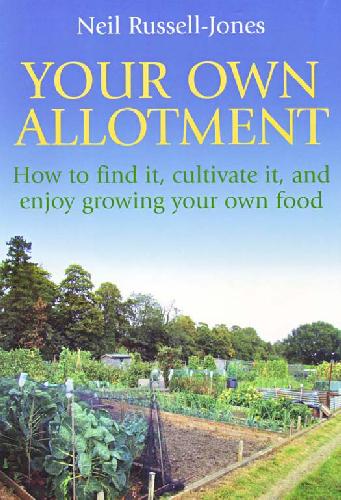 Neil Russell-Jones
YOUR OWN
ALLOTMENT
How to find it, cultivate it, and
enjoy growing your own food